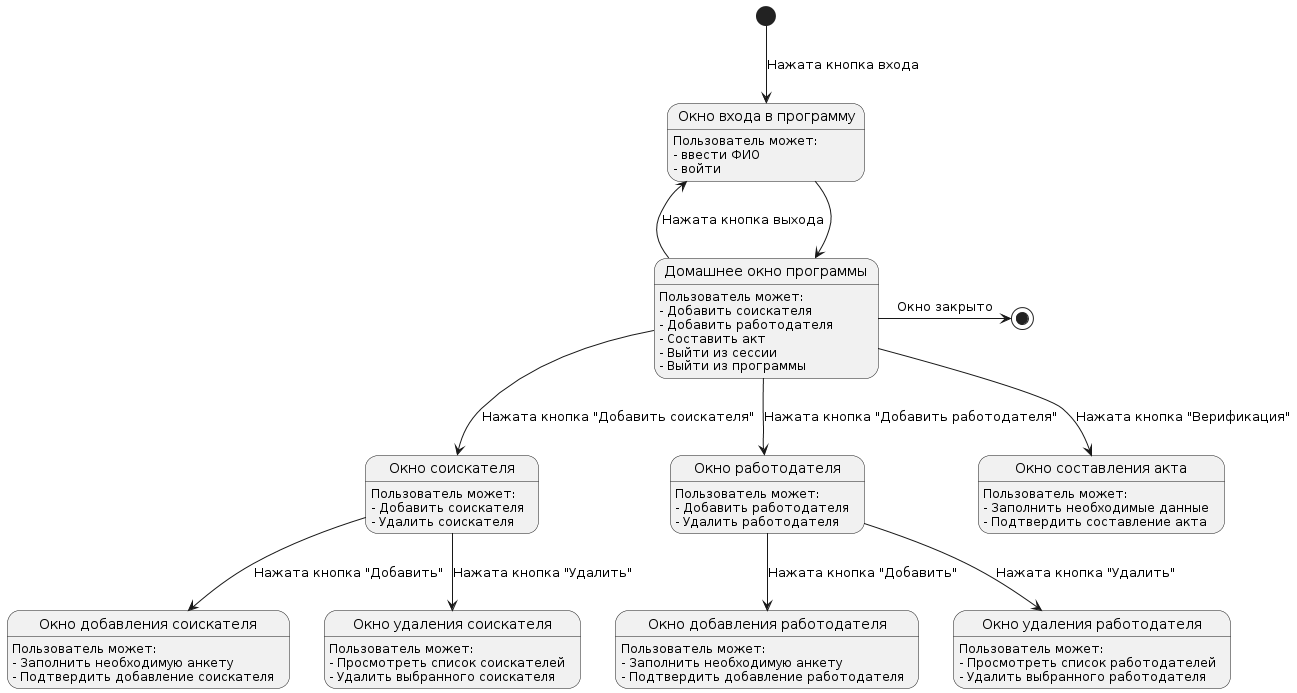 Нажата кнопка входа
Окно входа в программу
Пользователь может:
- ввести ФИО
- войти
Нажата кнопка выхода
Домашнее окно программы
Пользователь может:
- Добавить соискателя
- Добавить работодателя
- Составить акт
- Выйти из сессии
- Выйти из программы
Окно закрыто
Нажата кнопка "Добавить соискателя"
Нажата кнопка "Добавить работодателя"
Нажата кнопка "Верификация"
Окно соискателя
Пользователь может:
- Добавить соискателя
- Удалить соискателя
Окно работодателя
Пользователь может:
- Добавить работодателя
- Удалить работодателя
Окно составления акта
Пользователь может:
- Заполнить необходимые данные
- Подтвердить составление акта
Нажата кнопка "Добавить"
Нажата кнопка "Удалить"
Нажата кнопка "Добавить"
Нажата кнопка "Удалить"
Окно добавления соискателя
Пользователь может:
- Заполнить необходимую анкету
- Подтвердить добавление соискателя
Окно удаления соискателя
Пользователь может:
- Просмотреть список соискателей
- Удалить выбранного соискателя
Окно добавления работодателя
Пользователь может:
- Заполнить необходимую анкету
- Подтвердить добавление работодателя
Окно удаления работодателя
Пользователь может:
- Просмотреть список работодателей
- Удалить выбранного работодателя